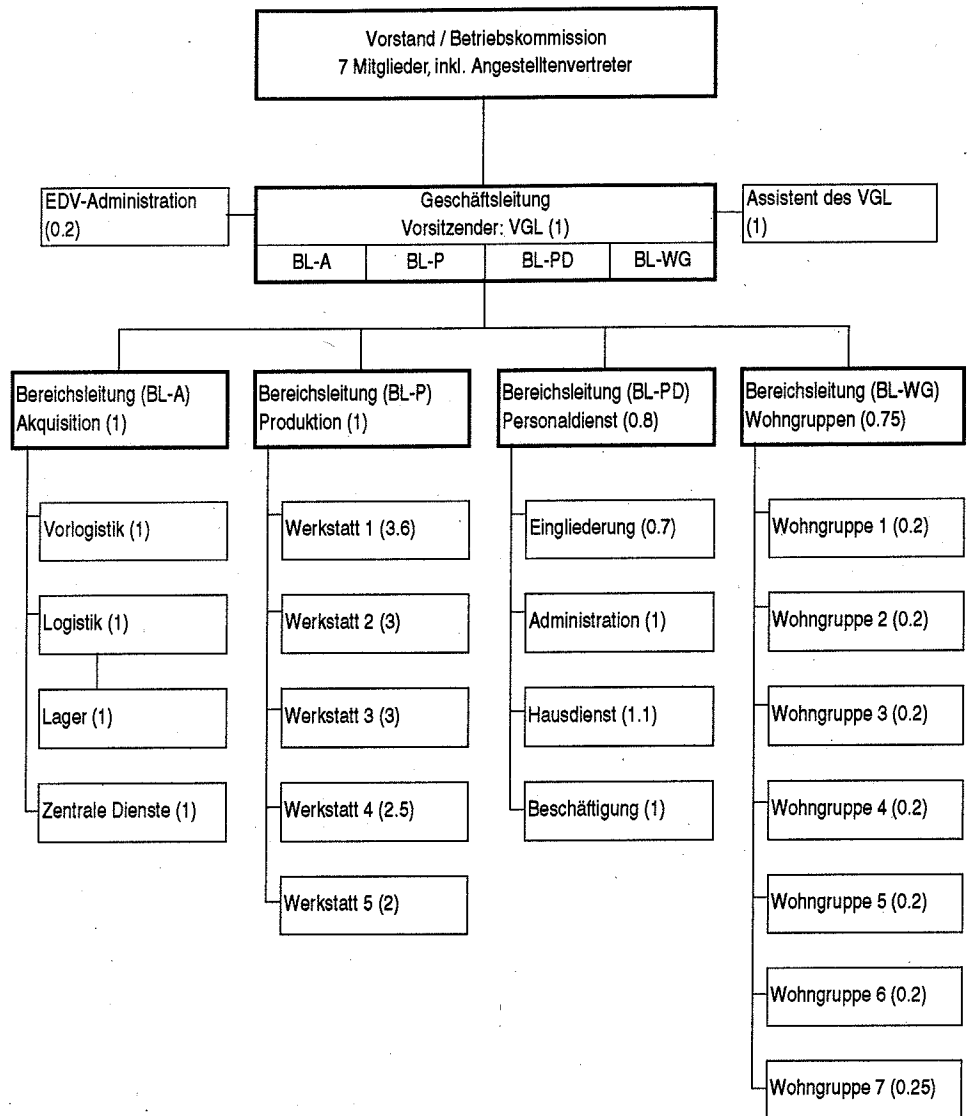 Vorstand / Betriebskommission
7 Mitglieder, inkl. Angestelltenvertreter
EDV-Administration
(0.2)
Geschäftsleitung
Vorsitzender: VGL (1)
Assistent des VGL
(1)
BL-A
BL-P
BL-PD
BL-WG
Bereichsleitung (BL-A)
Akquisition (1)
Bereichsleitung (BL-P)
Produktion (1)
Bereichsleitung (BL-PD)
Personaldienst (0.8)
Bereichsleitung (BL-WG)
Wohngruppen (0.75)
Vorlogistik (1)
Logistik (1)
Lager (1)
Zentrale Dienste (1)
Werkstatt 1 (3.6)
Werkstatt 2 (3)
Werkstatt 3 (3)
Werkstatt 4 (2.5)
Werkstatt 5 (2)
Eingliederung (0.7)
Administration (1)
Hausdienst (1.1)
Beschäftigung (1)
Wohngruppe 1 (0.2)
Wohngruppe 2 (0.2)
Wohngruppe 3 (0.2)
Wohngruppe 4 (0.2)
Wohngruppe 5 (0.2)
Wohngruppe 6 (0.2)
Wohngruppe 7 (0.25)